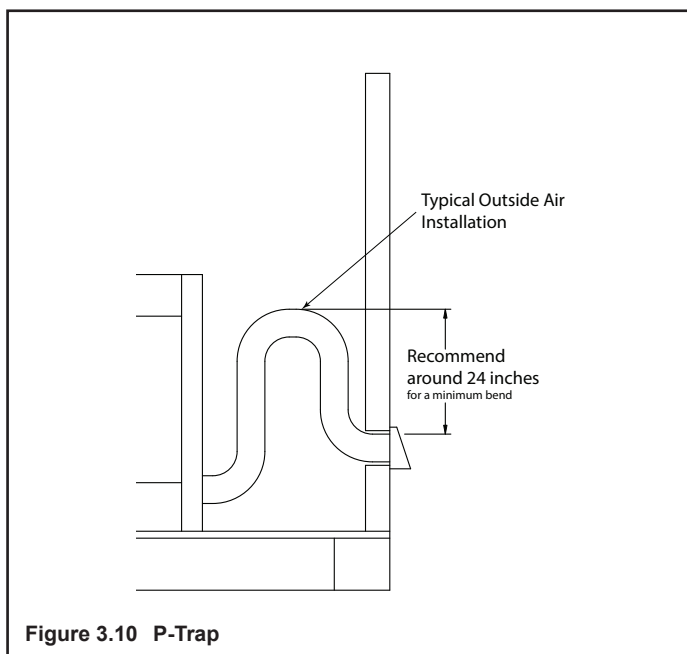 Typical Outside Air
Installation
Recommend
around 24 inches
for a minimum bend
Figure 3.10 P-Trap